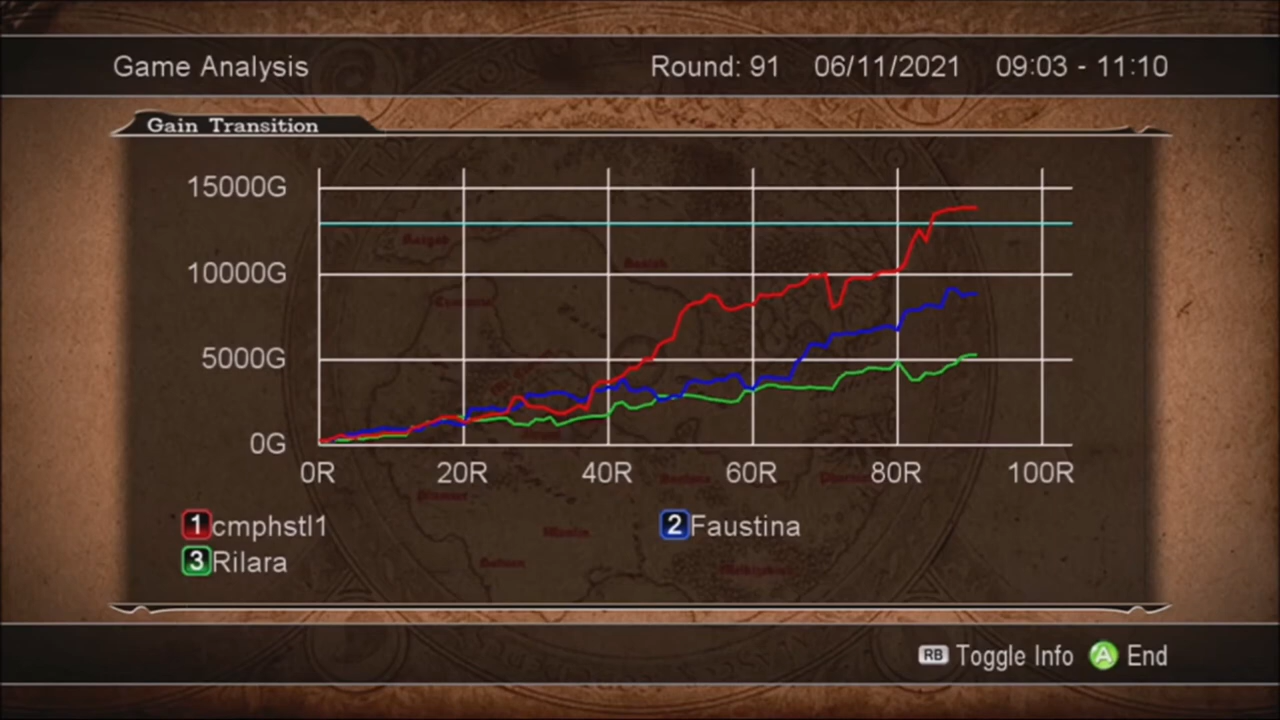 Game Analysis Round: 91 06/11/2021 09:03 - 11:10
Gain Transition
15000G
10000G
5000G
0G
0R 20R 40R 60R 80R 100R
1 cmphstl1 2 Faustina
3 Rilara
RB Toggle Info A End